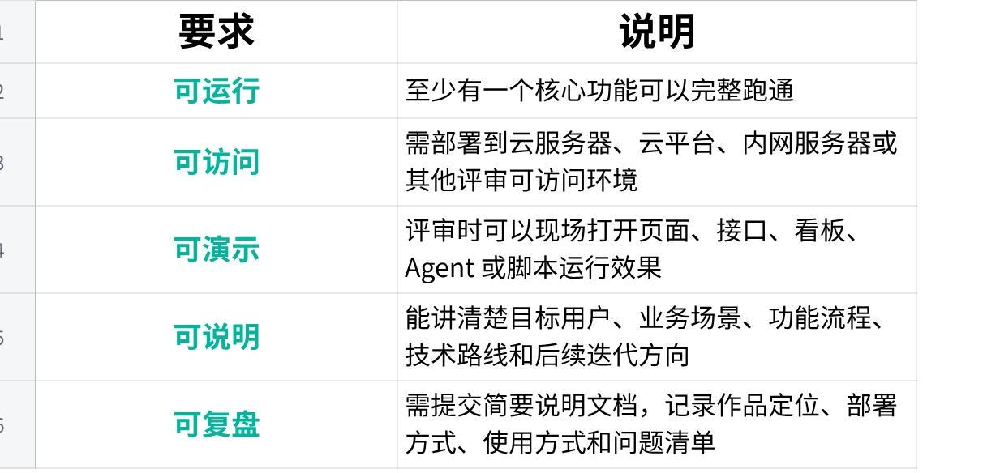 1
要求
说明
2
可运行
至少有一个核心功能可以完整跑通
3
可访问
需部署到云服务器、云平台、内网服务器或
其他评审可访问环境
4
可演示
评审时可以现场打开页面、接口、看板、
Agent 或脚本运行效果
5
可说明
能讲清楚目标用户、业务场景、功能流程、
技术路线和后续迭代方向
6
可复盘
需提交简要说明文档，记录作品定位、部署
方式、使用方式和问题清单